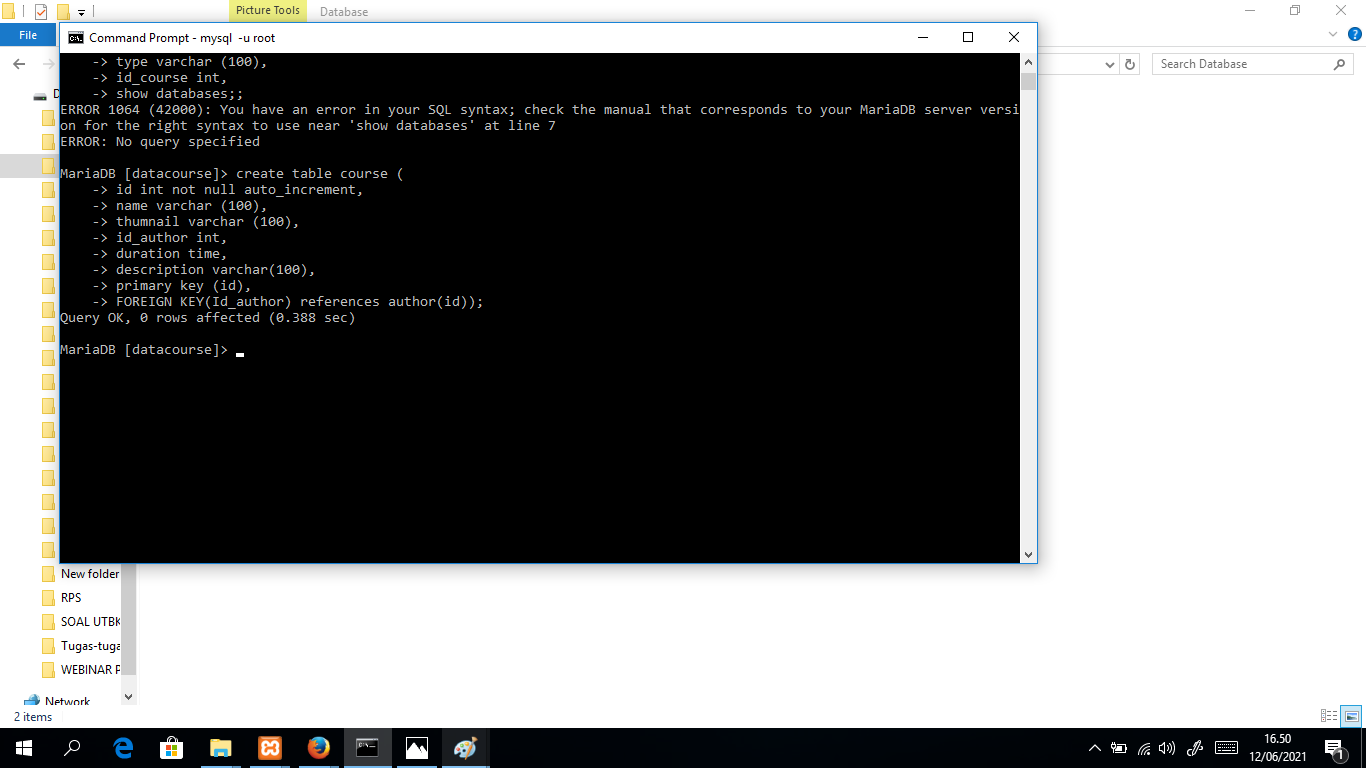 Picture Tools
Database
File
Command Prompt - mysql  -u root
Search Database
    -> type varchar (100),
    -> id_course int,
    -> show databases;;
ERROR 1064 (42000): You have an error in your SQL syntax; check the manual that corresponds to your MariaDB server versi
on for the right syntax to use near 'show databases' at line 7
ERROR: No query specified
MariaDB [datacourse]> create table course (
    -> id int not null auto_increment,
    -> name varchar (100),
    -> thumnail varchar (100),
    -> id_author int,
    -> duration time,
    -> description varchar(100),
    -> primary key (id),
    -> FOREIGN KEY(Id_author) references author(id));
Query OK, 0 rows affected (0.388 sec)
MariaDB [datacourse]>
New folder
RPS
SOAL UTBK
Tugas-tuga
WEBINAR P
Network
2 items
16.50
12/06/2021
1